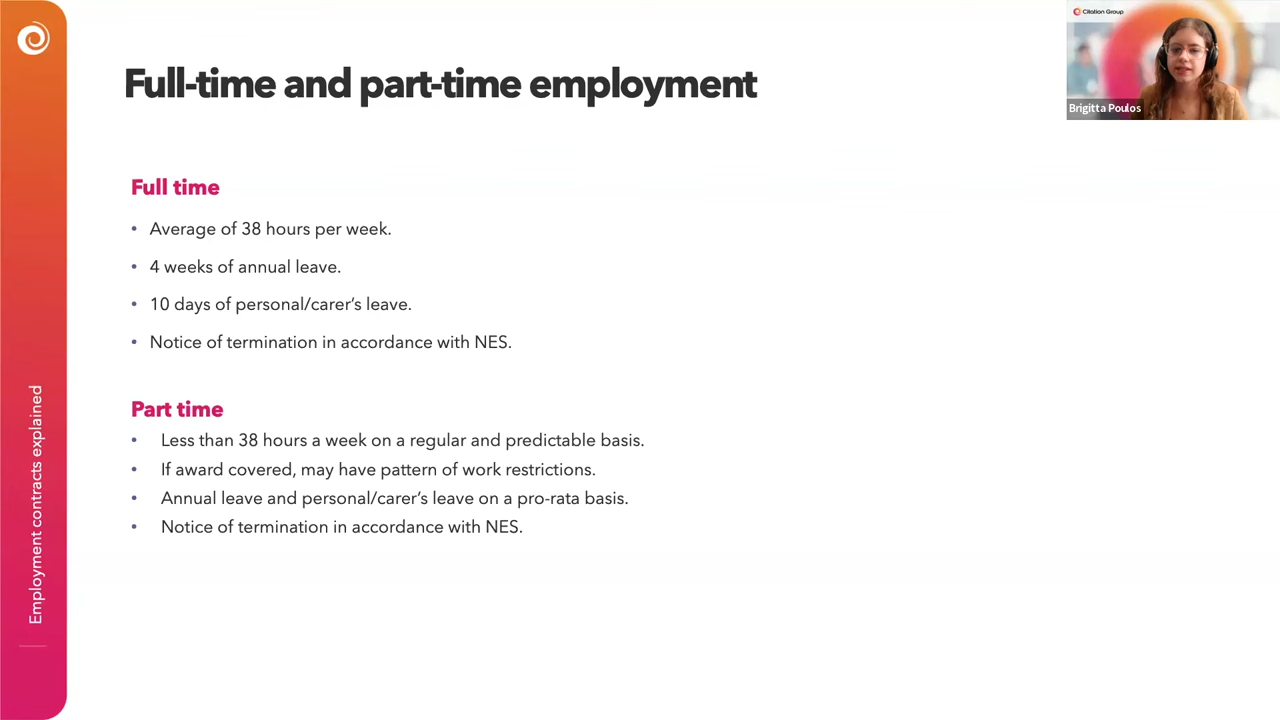 Full-time and part-time employment
Full time
• Average of 38 hours per week.
• 4 weeks of annual leave.
• 10 days of personal/carer’s leave.
• Notice of termination in accordance with NES.
Part time
• Less than 38 hours a week on a regular and predictable basis.
• If award covered, may have pattern of work restrictions.
• Annual leave and personal/carer’s leave on a pro-rata basis.
• Notice of termination in accordance with NES.
Employment contracts explained
Citation Group
Brigitta Poulos